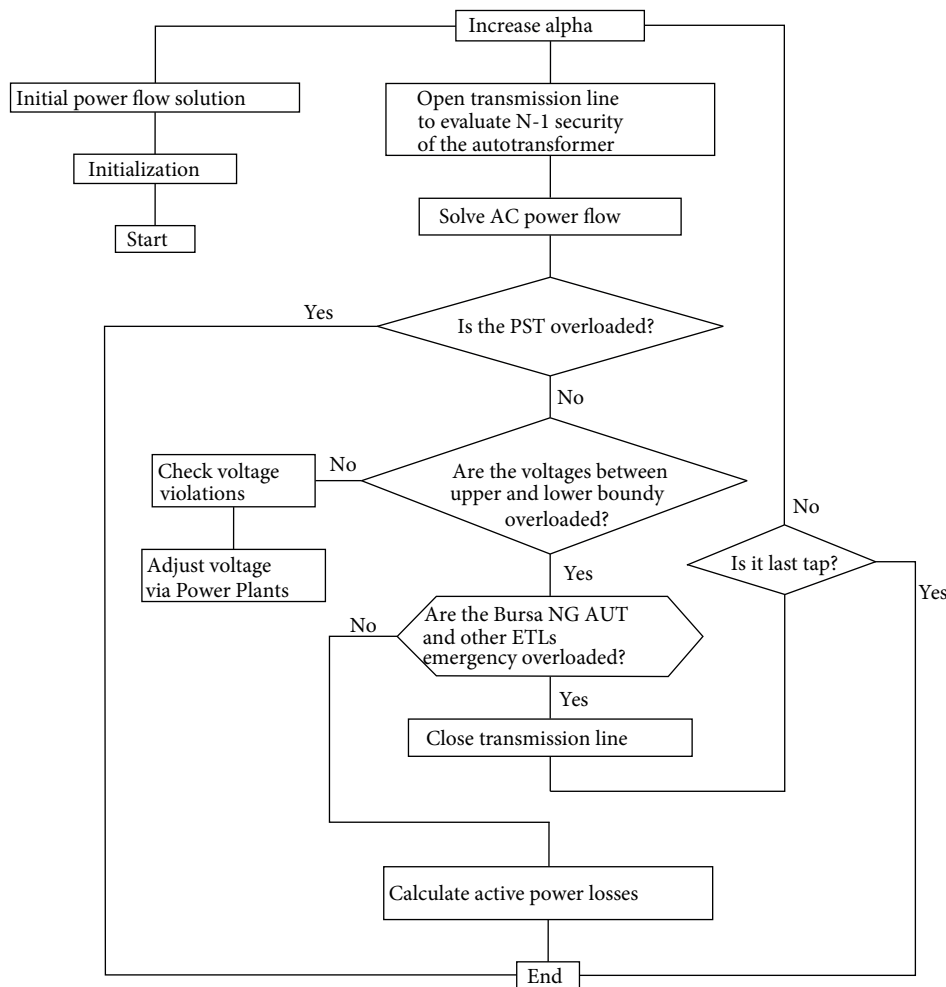 Increase alpha
Initial power flow solution
Initialization
Start
Open transmission line
to evaluate N-1 security
of the autotransformer
Solve AC power flow
Yes
Is the PST overloaded?
No
Check voltage
violations
No
Are the voltages between
upper and lower boundy
overloaded?
Adjust voltage
via Power Plants
Yes
No
Is it last tap?
Yes
No
Are the Bursa NG AUT
and other ETLs
emergency overloaded?
Yes
Close transmission line
Calculate active power losses
End